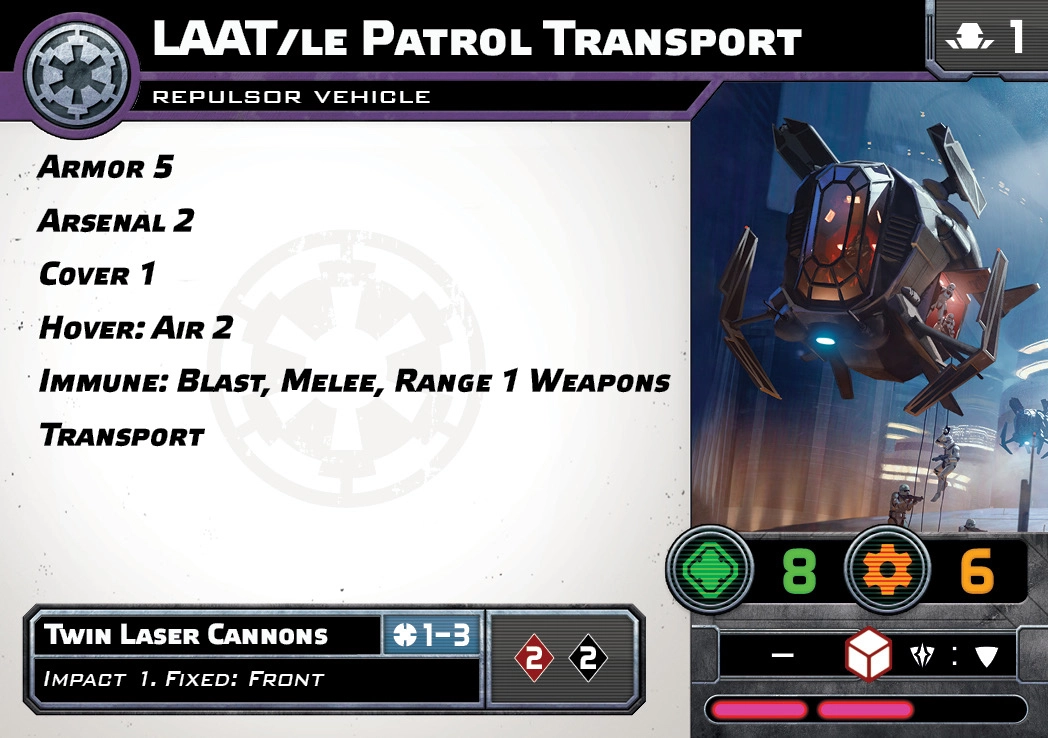 LAAT/le Patrol Transport
1
REPULSOR VEHICLE
Armor 5
Arsenal 2
Cover 1
Hover: Air 2
Immune: Blast, Melee, Range 1 Weapons
Transport
8 6
Twin Laser Cannons 1–3
2 2
Impact 1. Fixed: Front
– :